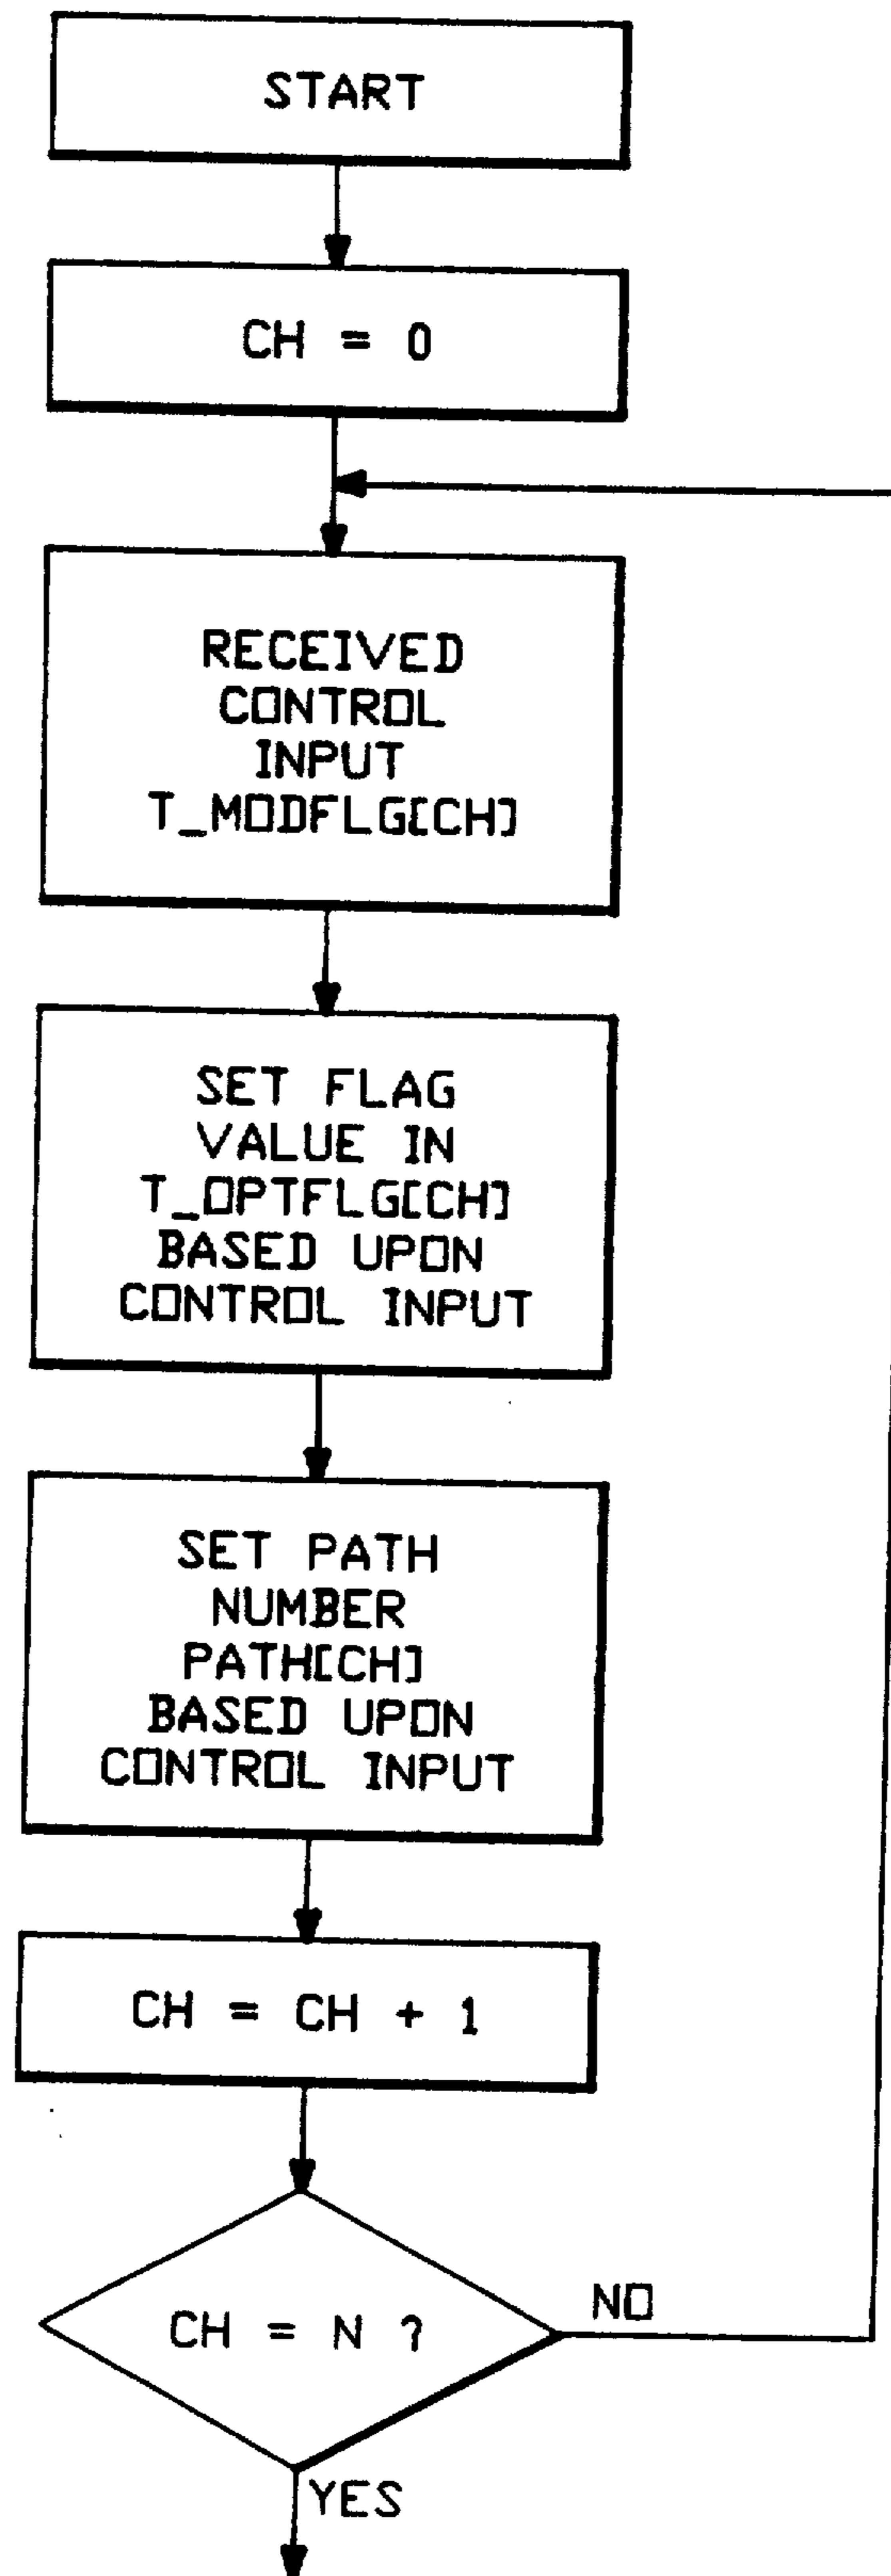 START
CH = 0
RECEIVED
CONTROL
INPUT
T_MODFLG[CH]
SET FLAG
VALUE IN
T_OPTFLG[CH]
BASED UPON
CONTROL INPUT
SET PATH
NUMBER
PATH[CH]
BASED UPON
CONTROL INPUT
CH = CH + 1
CH = N ?
NO
YES